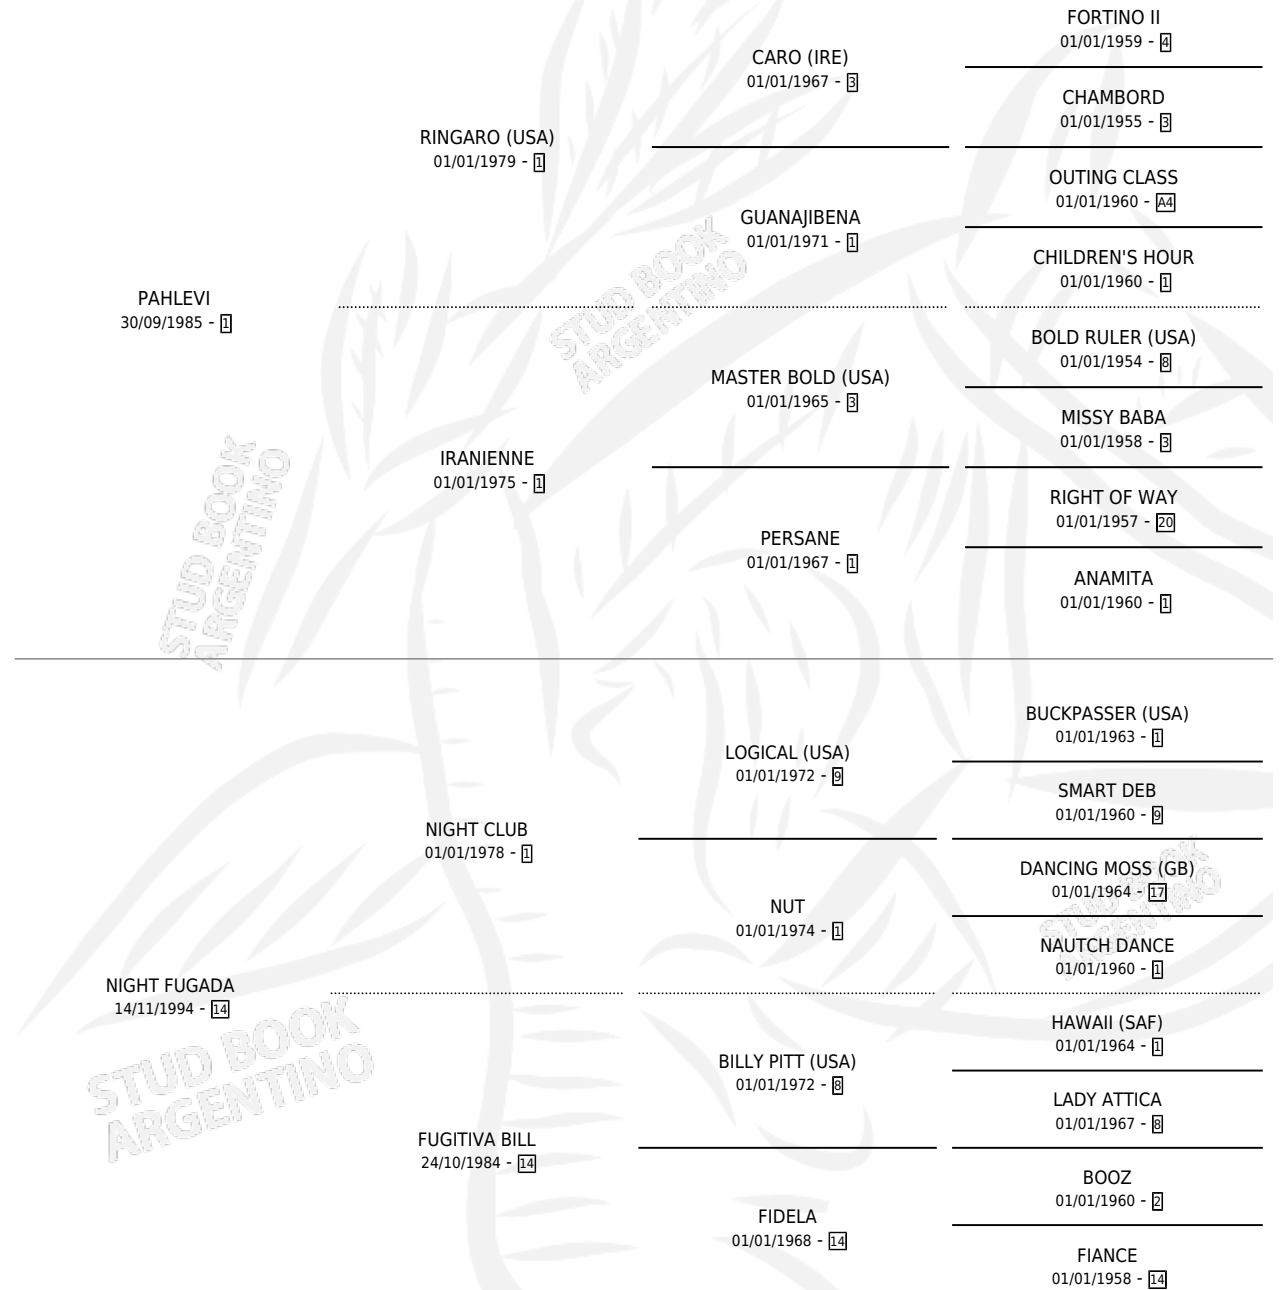 FORTINO II
01/01/1959 - 4
CARO (IRE)
01/01/1967 - 3
CHAMBORD
01/01/1955 - 3
RINGARO (USA)
01/01/1979 - 1
OUTING CLASS
01/01/1960 - A4
GUANAJIBENA
01/01/1971 - 1
CHILDREN'S HOUR
01/01/1960 - 1
STUD BOOK
ARGENTINO
PAHLEVI
30/09/1985 - 1
BOLD RULER (USA)
01/01/1954 - 8
MASTER BOLD (USA)
01/01/1965 - 3
MISSY BABA
01/01/1958 - 3
IRANIENNE
01/01/1975 - 1
RIGHT OF WAY
01/01/1957 - 20
PERSANE
01/01/1967 - 1
ANAMITA
01/01/1960 - 1
STUD BOOK
ARGENTINO
BUCKPASSER (USA)
01/01/1963 - 1
LOGICAL (USA)
01/01/1972 - 9
SMART DEB
01/01/1960 - 9
NIGHT CLUB
01/01/1978 - 1
DANCING MOSS (GB)
01/01/1964 - 17
NUT
01/01/1974 - 1
STUD BOOK
ARGENTINO
NAUTCH DANCE
01/01/1960 - 1
NIGHT FUGADA
14/11/1994 - 14
HAWAII (SAF)
01/01/1964 - 1
BILLY PITT (USA)
01/01/1972 - 8
LADY ATTICA
01/01/1967 - 8
STUD BOOK
ARGENTINO
FUGITIVA BILL
24/10/1984 - 14
BOOZ
01/01/1960 - 2
FIDELA
01/01/1968 - 14
FIANCE
01/01/1958 - 14